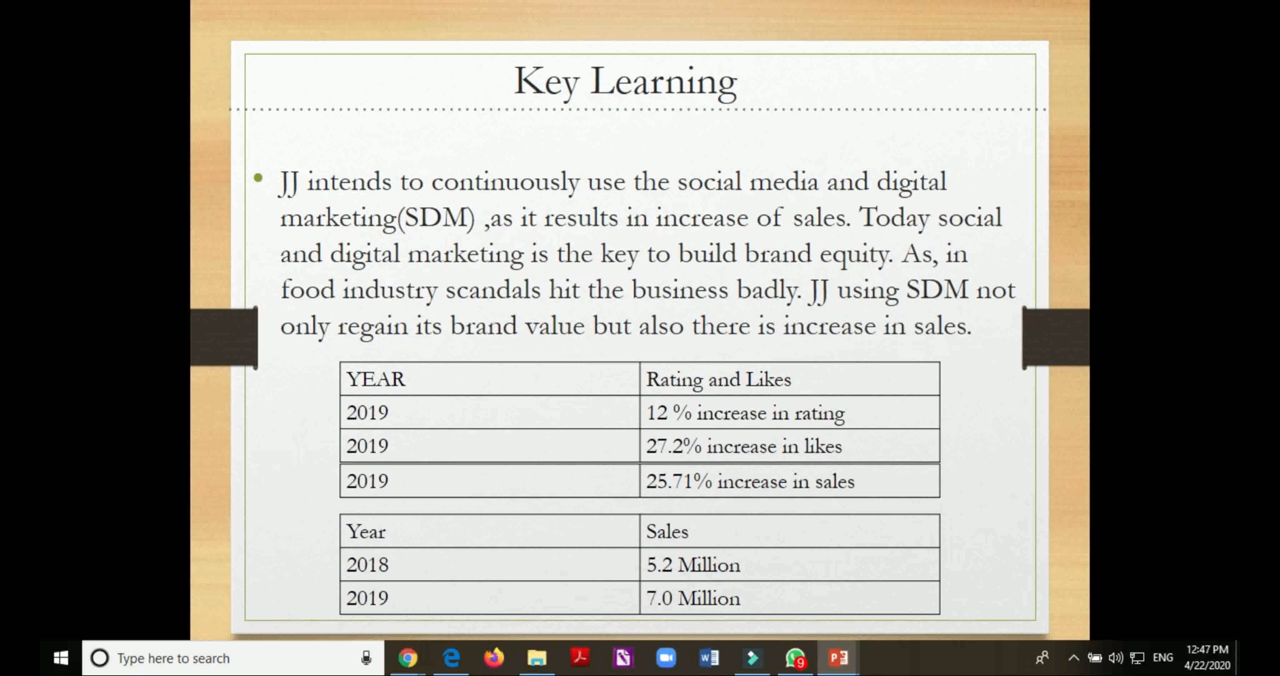 Key Learning
• JJ intends to continuously use the social media and digital
marketing(SDM) ,as it results in increase of sales. Today social
and digital marketing is the key to build brand equity. As, in
food industry scandals hit the business badly. JJ using SDM not
only regain its brand value but also there is increase in sales.
YEAR Rating and Likes
2019 12 % increase in rating
2019 27.2% increase in likes
2019 25.71% increase in sales
Year Sales
2018 5.2 Million
2019 7.0 Million
Type here to search
9
ENG
12:47 PM
4/22/2020